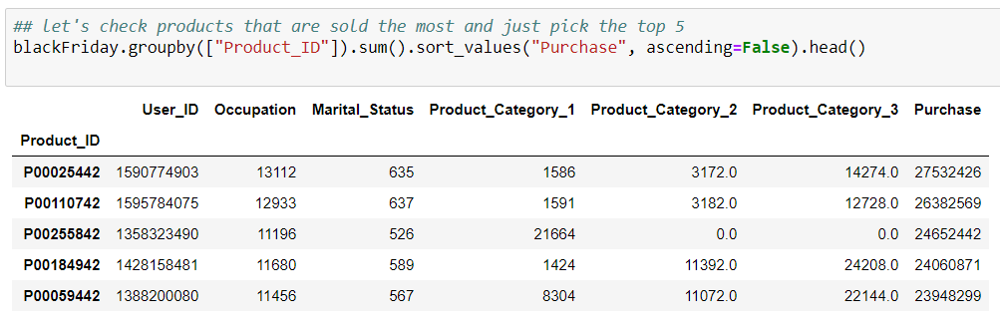 ## let's check products that are sold the most and just pick the top 5
blackFriday.groupby(["Product_ID"]).sum().sort_values("Purchase", ascending=False).head()
User_ID Occupation Marital_Status Product_Category_1 Product_Category_2 Product_Category_3 Purchase
Product_ID
P00025442 1590774903 13112 635 1586 3172.0 14274.0 27532426
P00110742 1595784075 12933 637 1591 3182.0 12728.0 26382569
P00255842 1358323490 11196 526 21664 0.0 0.0 24652442
P00184942 1428158481 11680 589 1424 11392.0 24208.0 24060871
P00059442 1388200080 11456 567 8304 11072.0 22144.0 23948299